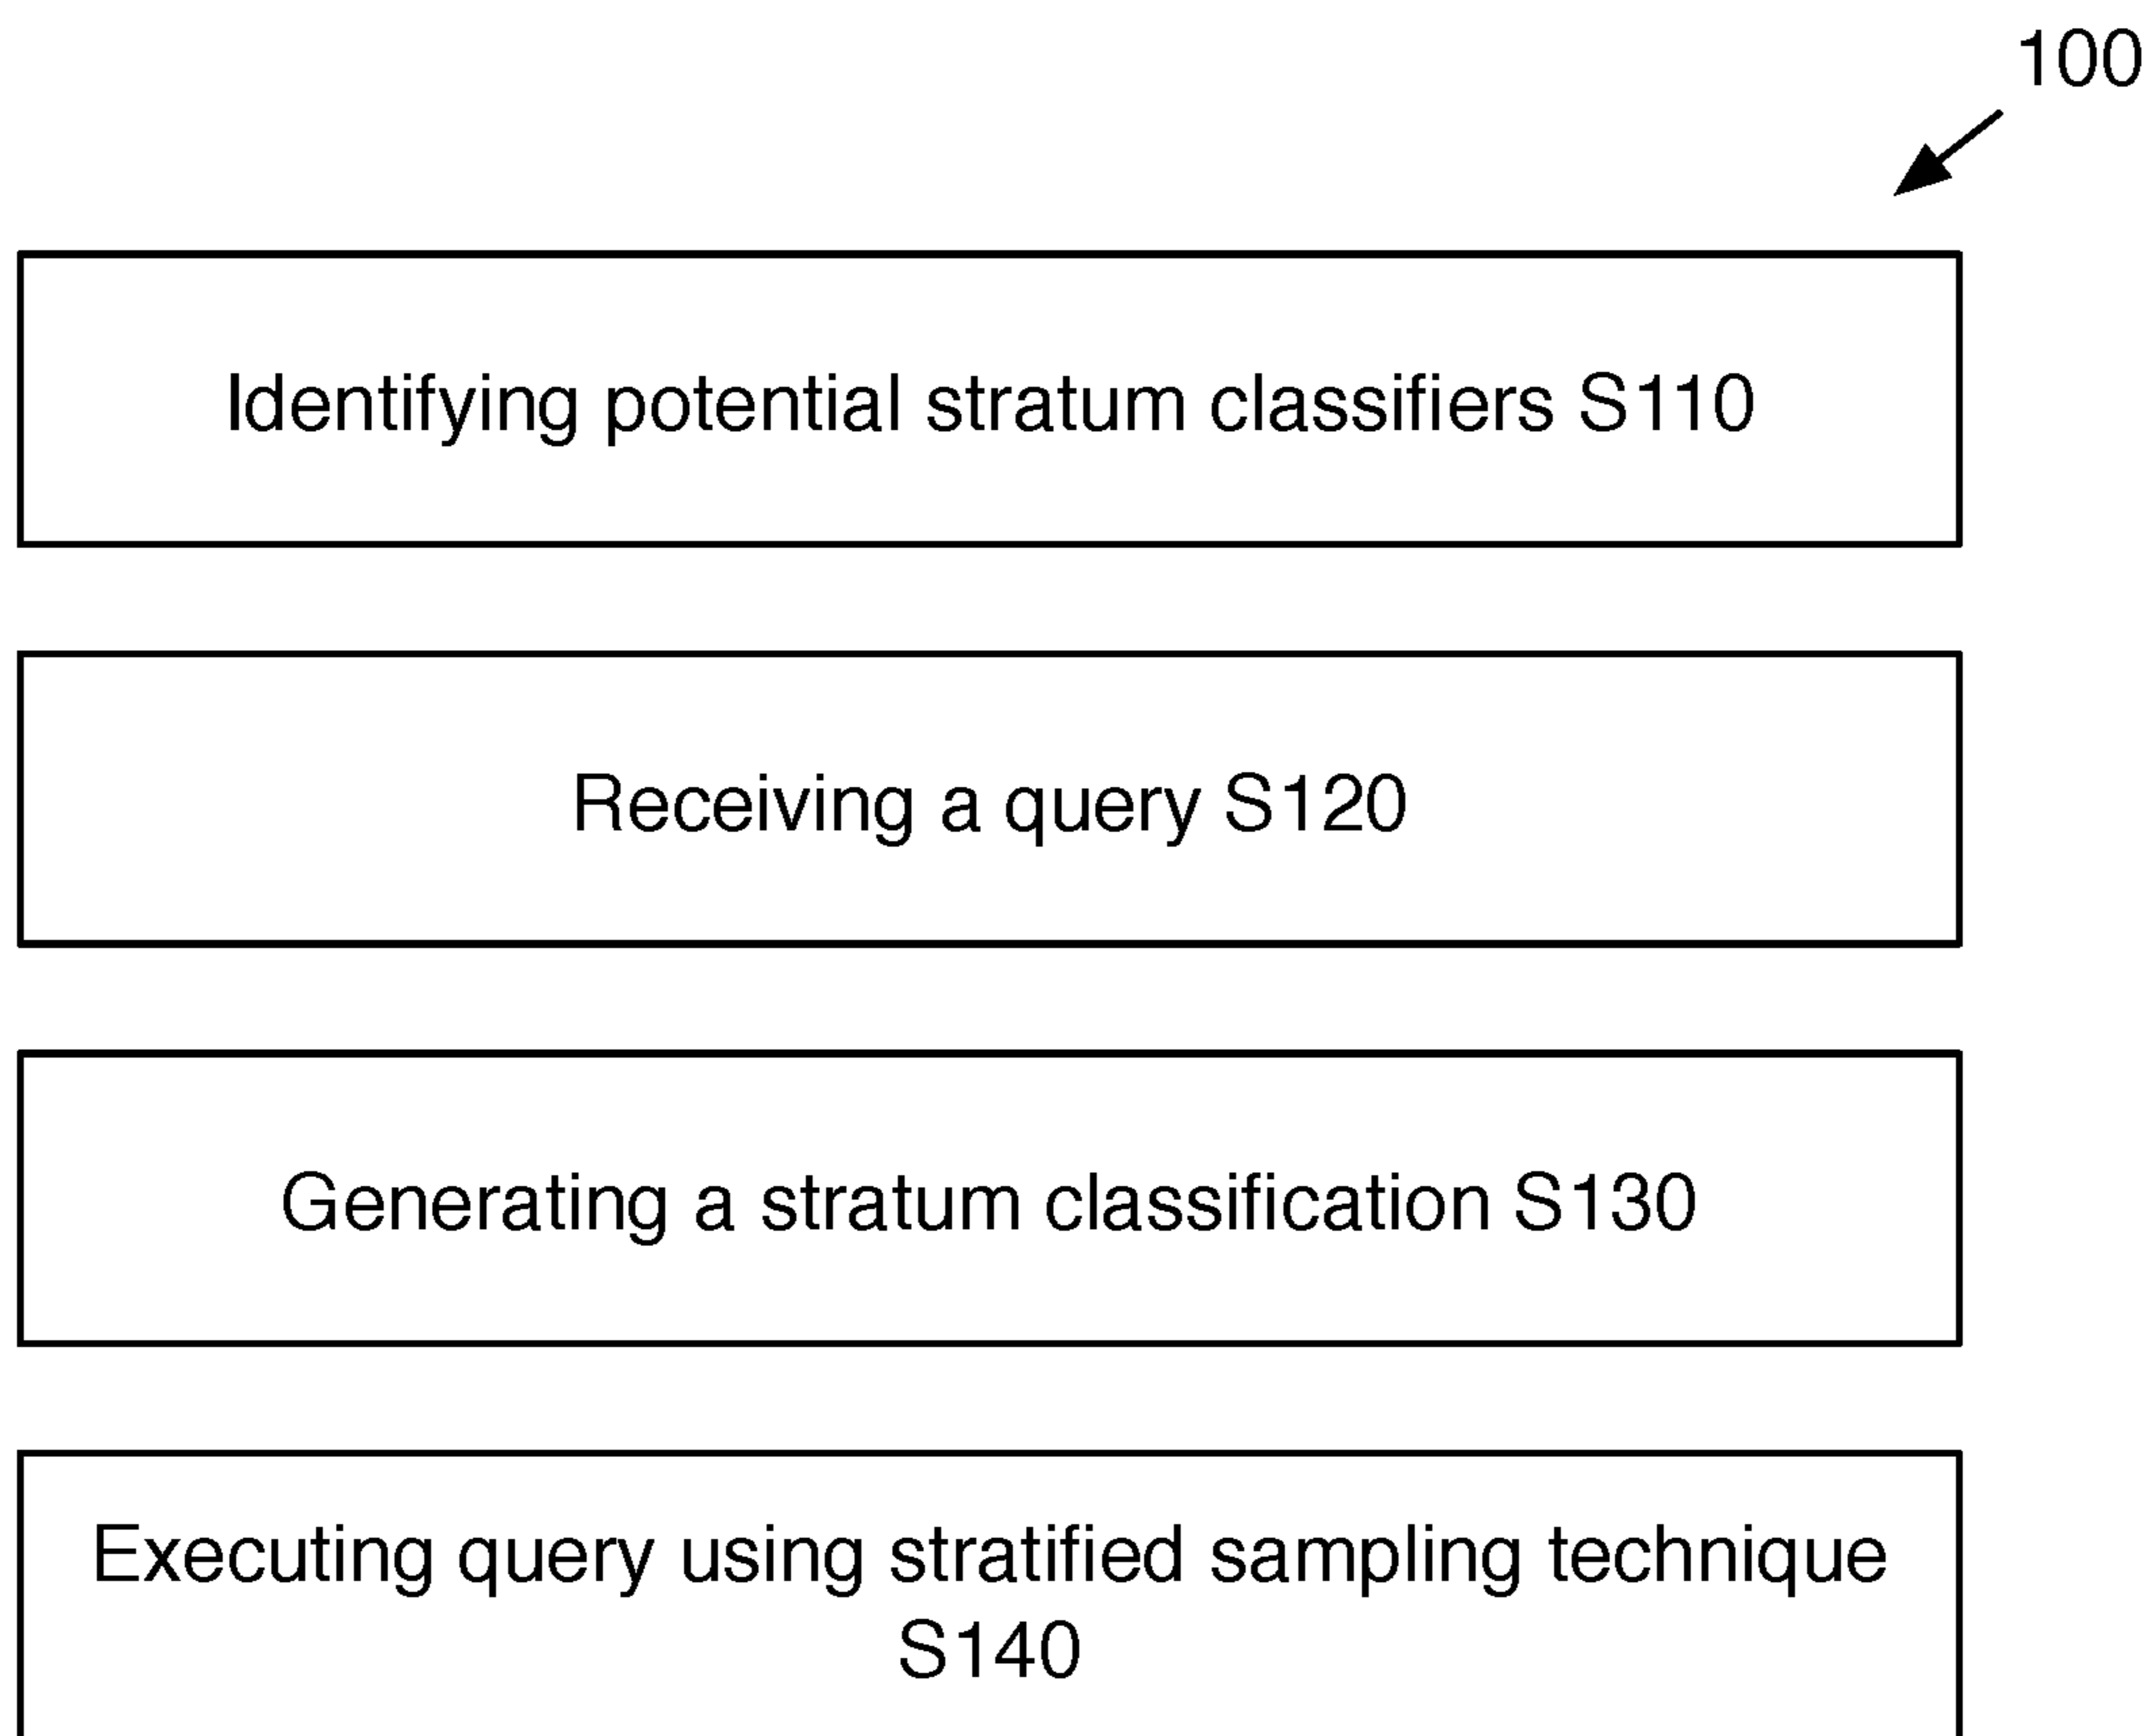 100
Identifying potential stratum classifiers S110
Receiving a query S120
Generating a stratum classification S130
Executing query using stratified sampling technique
S140